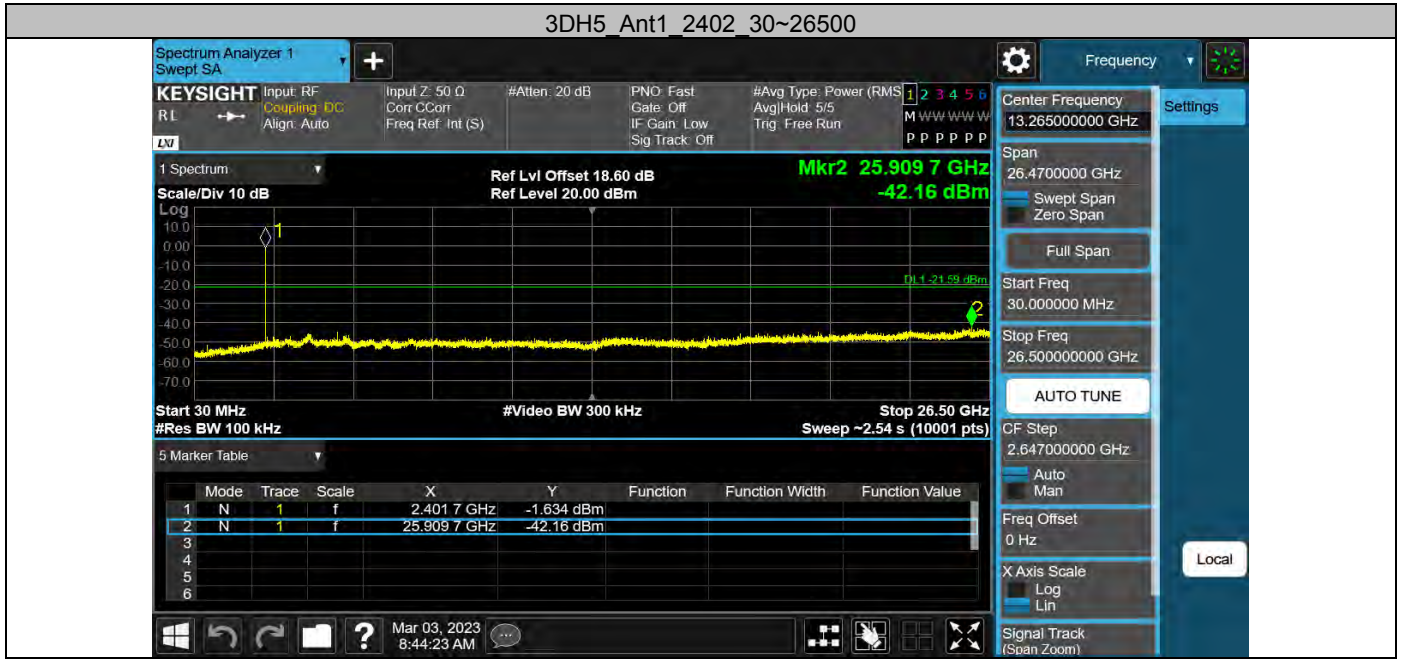 3DH5_Ant1_2402_30~26500
Spectrum Analyzer 1
Swept SA
+
Frequency
KEYSIGHT
RL
LXI
Input: RF
Coupling: DC
Align: Auto
Input Z: 50 Ω
Corr CCorr
Freq Ref: Int (S)
#Atten: 20 dB
PNO: Fast
Gate: Off
IF Gain: Low
Sig Track: Off
#Avg Type: Power (RMS
Avg|Hold: 5/5
Trig: Free Run
1 2 3 4 5 6
M W W W W W
P P P P P P
Center Frequency
13.265000000 GHz
Settings
1 Spectrum
Scale/Div 10 dB
Ref Lvl Offset 18.60 dB
Ref Level 20.00 dBm
Mkr2 25.909 7 GHz
-42.16 dBm
Span
26.4700000 GHz
Swept Span
Zero Span
Full Span
Log
10.0
0.00
-10.0
-20.0
-30.0
-40.0
-50.0
-60.0
-70.0
1
DL1 -21.59 dBm
2
Start Freq
30.000000 MHz
Stop Freq
26.500000000 GHz
AUTO TUNE
Start 30 MHz
#Res BW 100 kHz
#Video BW 300 kHz
Stop 26.50 GHz
Sweep ~2.54 s (10001 pts)
CF Step
2.647000000 GHz
Auto
Man
5 Marker Table
Mode Trace Scale X Y Function Function Width Function Value
1 N 1 f 2.401 7 GHz -1.634 dBm
2 N 1 f 25.909 7 GHz -42.16 dBm
3
4
5
6
Freq Offset
0 Hz
X Axis Scale
Log
Lin
Local
Signal Track
(Span Zoom)
?
Mar 03, 2023
8:44:23 AM